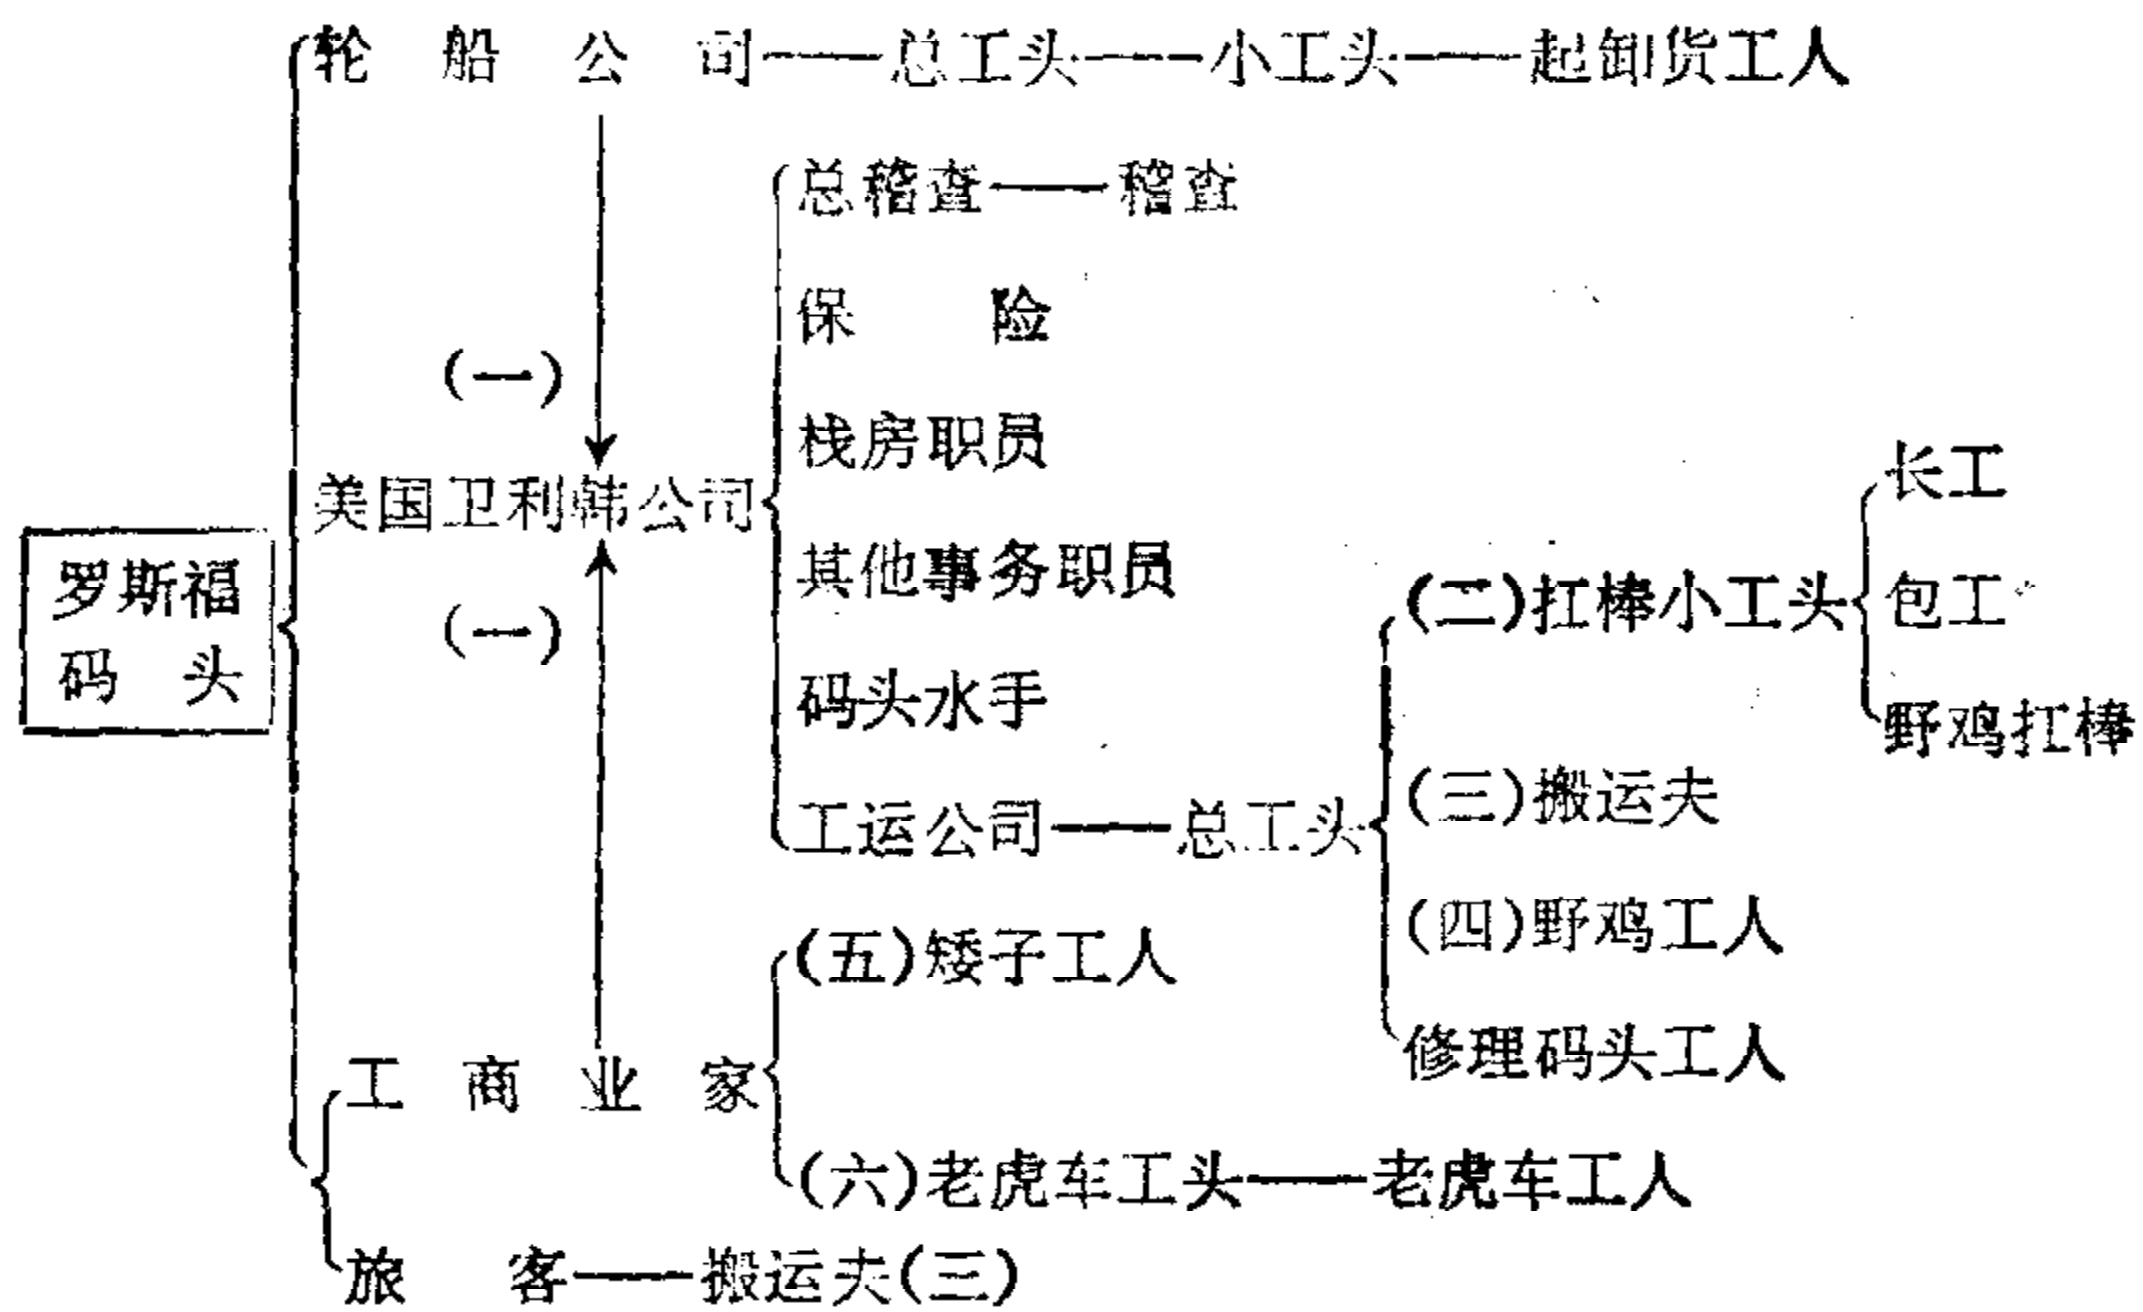 轮船公司——总工头——小工头——起卸货工人
总稽查——稽查
保险
(一)
栈房职员
长工
美国卫利韩公司
其他事务职员
罗斯福
码头
(一)
(二)扛棒小工头
包工
码头水手
野鸡扛棒
(三)搬运夫
工运公司——总工头
(四)野鸡工人
(五)矮子工人
修理码头工人
工商业家
(六)老虎车工头——老虎车工人
旅客——搬运夫(三)